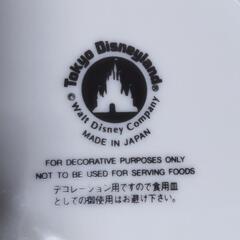 Tokyo Disneyland®
© Walt Disney Company
MADE IN JAPAN
FOR DECORATIVE PURPOSES ONLY
NOT TO BE USED FOR SERVING FOODS
デコレーション用ですので食用皿
としての御使用はお避け下さい。